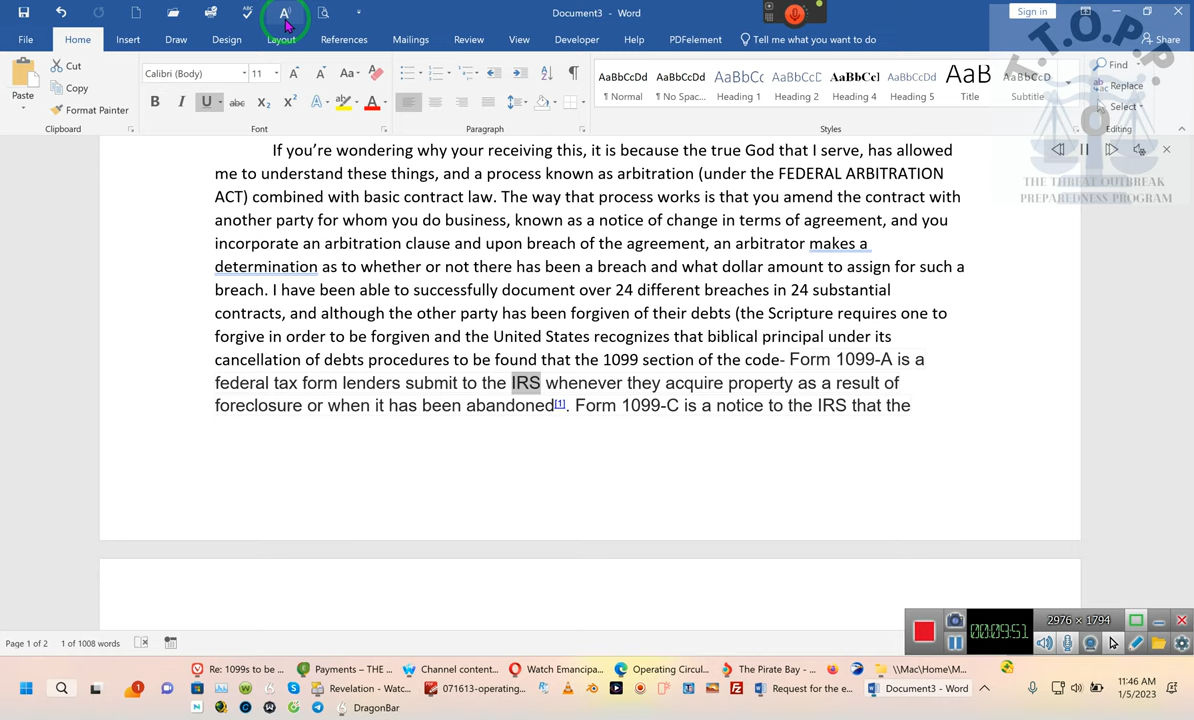 Document3 - Word
Sign in
File Home Insert Draw Design Layout References Mailings Review View Developer Help PDFelement Tell me what you want to do Share
Paste
Cut
Copy
Format Painter
Calibri (Body) 11
Clipboard Font Paragraph Styles Editing
AaBbCcDd AaBbCcDd AaBbCc AaBbCcD AaBbCcl AaBbCcDd AaB AaBbCcD
¶ Normal ¶ No Spac... Heading 1 Heading 2 Heading 4 Heading 5 Title Subtitle
Find
Replace
Select
T.T.O.P.P.
THE THREAT OUTBREAK
PREPAREDNESS PROGRAM
If you’re wondering why your receiving this, it is because the true God that I serve, has allowed
me to understand these things, and a process known as arbitration (under the FEDERAL ARBITRATION
ACT) combined with basic contract law. The way that process works is that you amend the contract with
another party for whom you do business, known as a notice of change in terms of agreement, and you
incorporate an arbitration clause and upon breach of the agreement, an arbitrator makes a
determination as to whether or not there has been a breach and what dollar amount to assign for such a
breach. I have been able to successfully document over 24 different breaches in 24 substantial
contracts, and although the other party has been forgiven of their debts (the Scripture requires one to
forgive in order to be forgiven and the United States recognizes that biblical principal under its
cancellation of debts procedures to be found that the 1099 section of the code- Form 1099-A is a
federal tax form lenders submit to the IRS whenever they acquire property as a result of
foreclosure or when it has been abandoned[1]. Form 1099-C is a notice to the IRS that the
Page 1 of 2 1 of 1008 words
00:09:51
2976 × 1794
Re: 1099s to be ... Payments – THE ... Channel content... Watch Emancipa... Operating Circul... The Pirate Bay - ... \\Mac\Home\M...
Revelation - Watc... 071613-operating... Request for the e... Document3 - Word
DragonBar
11:46 AM
1/5/2023